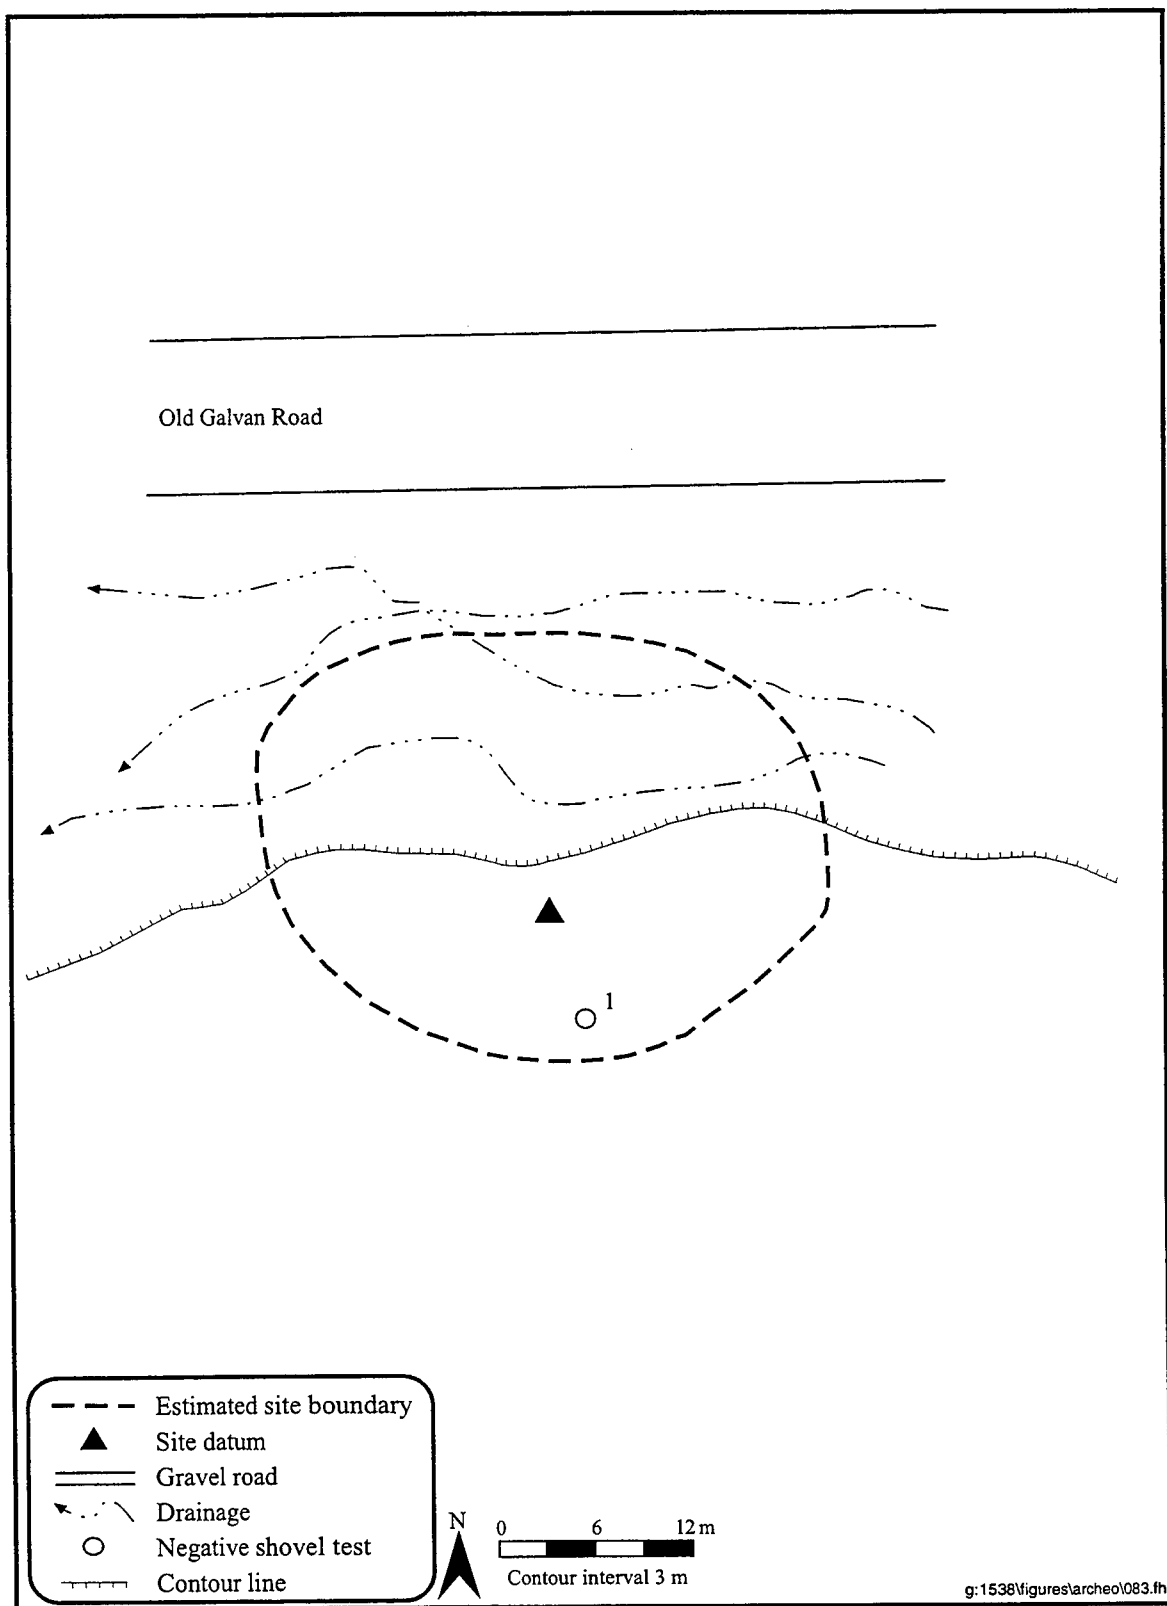 Old Galvan Road
1
Estimated site boundary
Site datum
Gravel road
Drainage
Negative shovel test
Contour line
N
0 6 12 m
Contour interval 3 m
g:1538\figures\archeo\083.fh